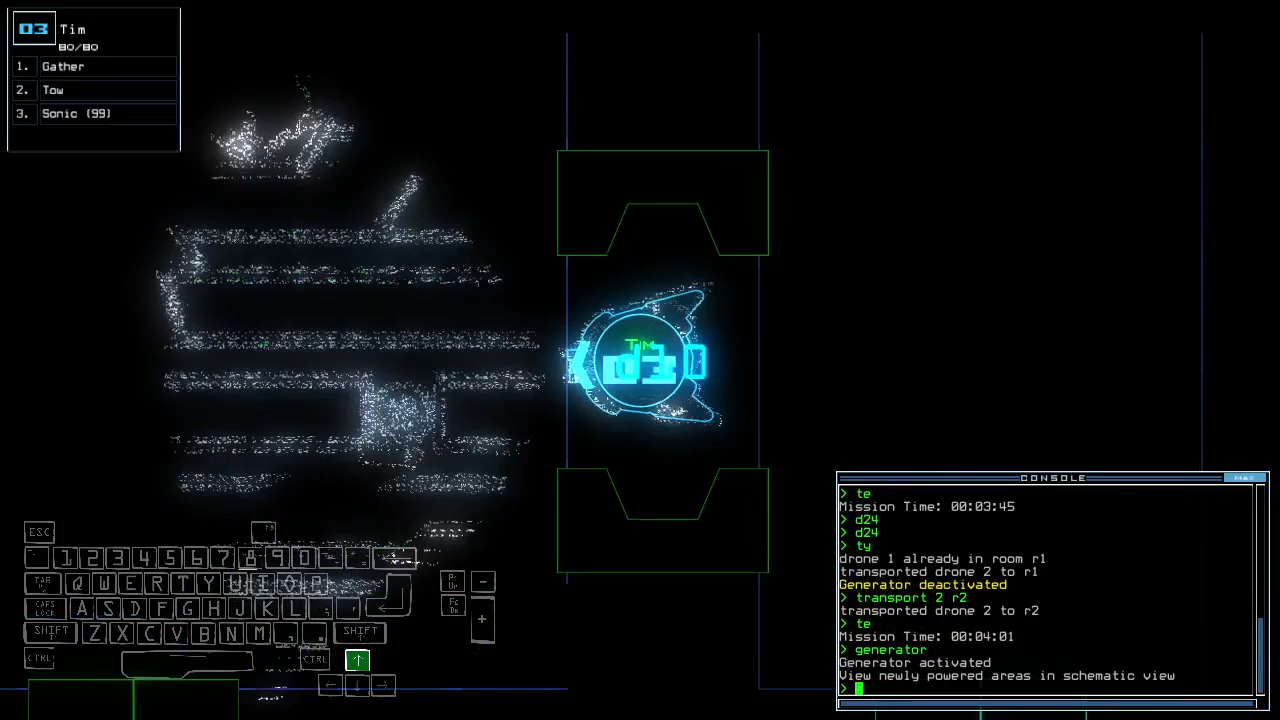 03 Tim
80/80
1. Gather
2. Tow
3. Sonic (99)
TIM
d3
CONSOLE
MAX
> te
Mission Time: 00:03:45
> d24
> d24
> ty
drone 1 already in room r1
transported drone 2 to r1
Generator deactivated
> transport 2 r2
transported drone 2 to r2
> te
Mission Time: 00:04:01
> generator
Generator activated
View newly powered areas in schematic view
>
ESC
1 2 3 4 5 6 7 8 9 0
TAB Q W E R T Y U I O P
CAPS LOCK A S D F G H J K L
SHIFT Z X C V B N M SHIFT
CTRL CTRL